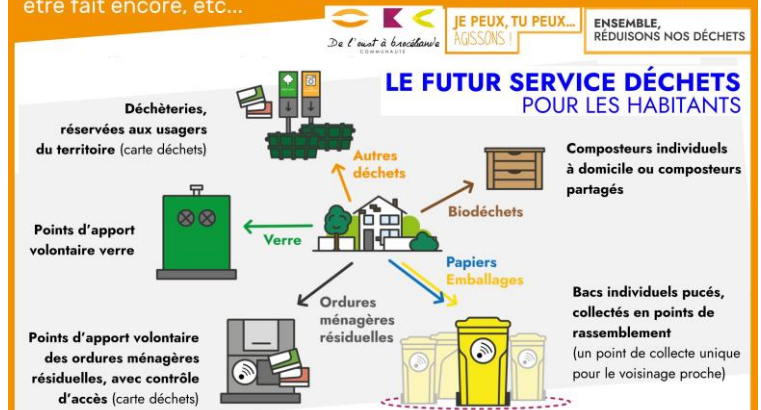 être fait encore, etc...
De l'oust à brocéliande
COMMUNAUTÉ
JE PEUX, TU PEUX...
AGISSONS !
ENSEMBLE,
RÉDUISONS NOS DÉCHETS
LE FUTUR SERVICE DÉCHETS
POUR LES HABITANTS
Déchèteries,
réservées aux usagers
du territoire (carte déchets)
Autres
déchets
Composteurs individuels
à domicile ou composteurs
partagés
Biodéchets
Points d'apport
volontaire verre
Verre
Papiers
Emballages
Ordures
ménagères
résiduelles
Points d'apport volontaire
des ordures ménagères
résiduelles, avec contrôle
d'accès (carte déchets)
Bacs individuels pucés,
collectés en points de
rassemblement
(un point de collecte unique
pour le voisinage proche)